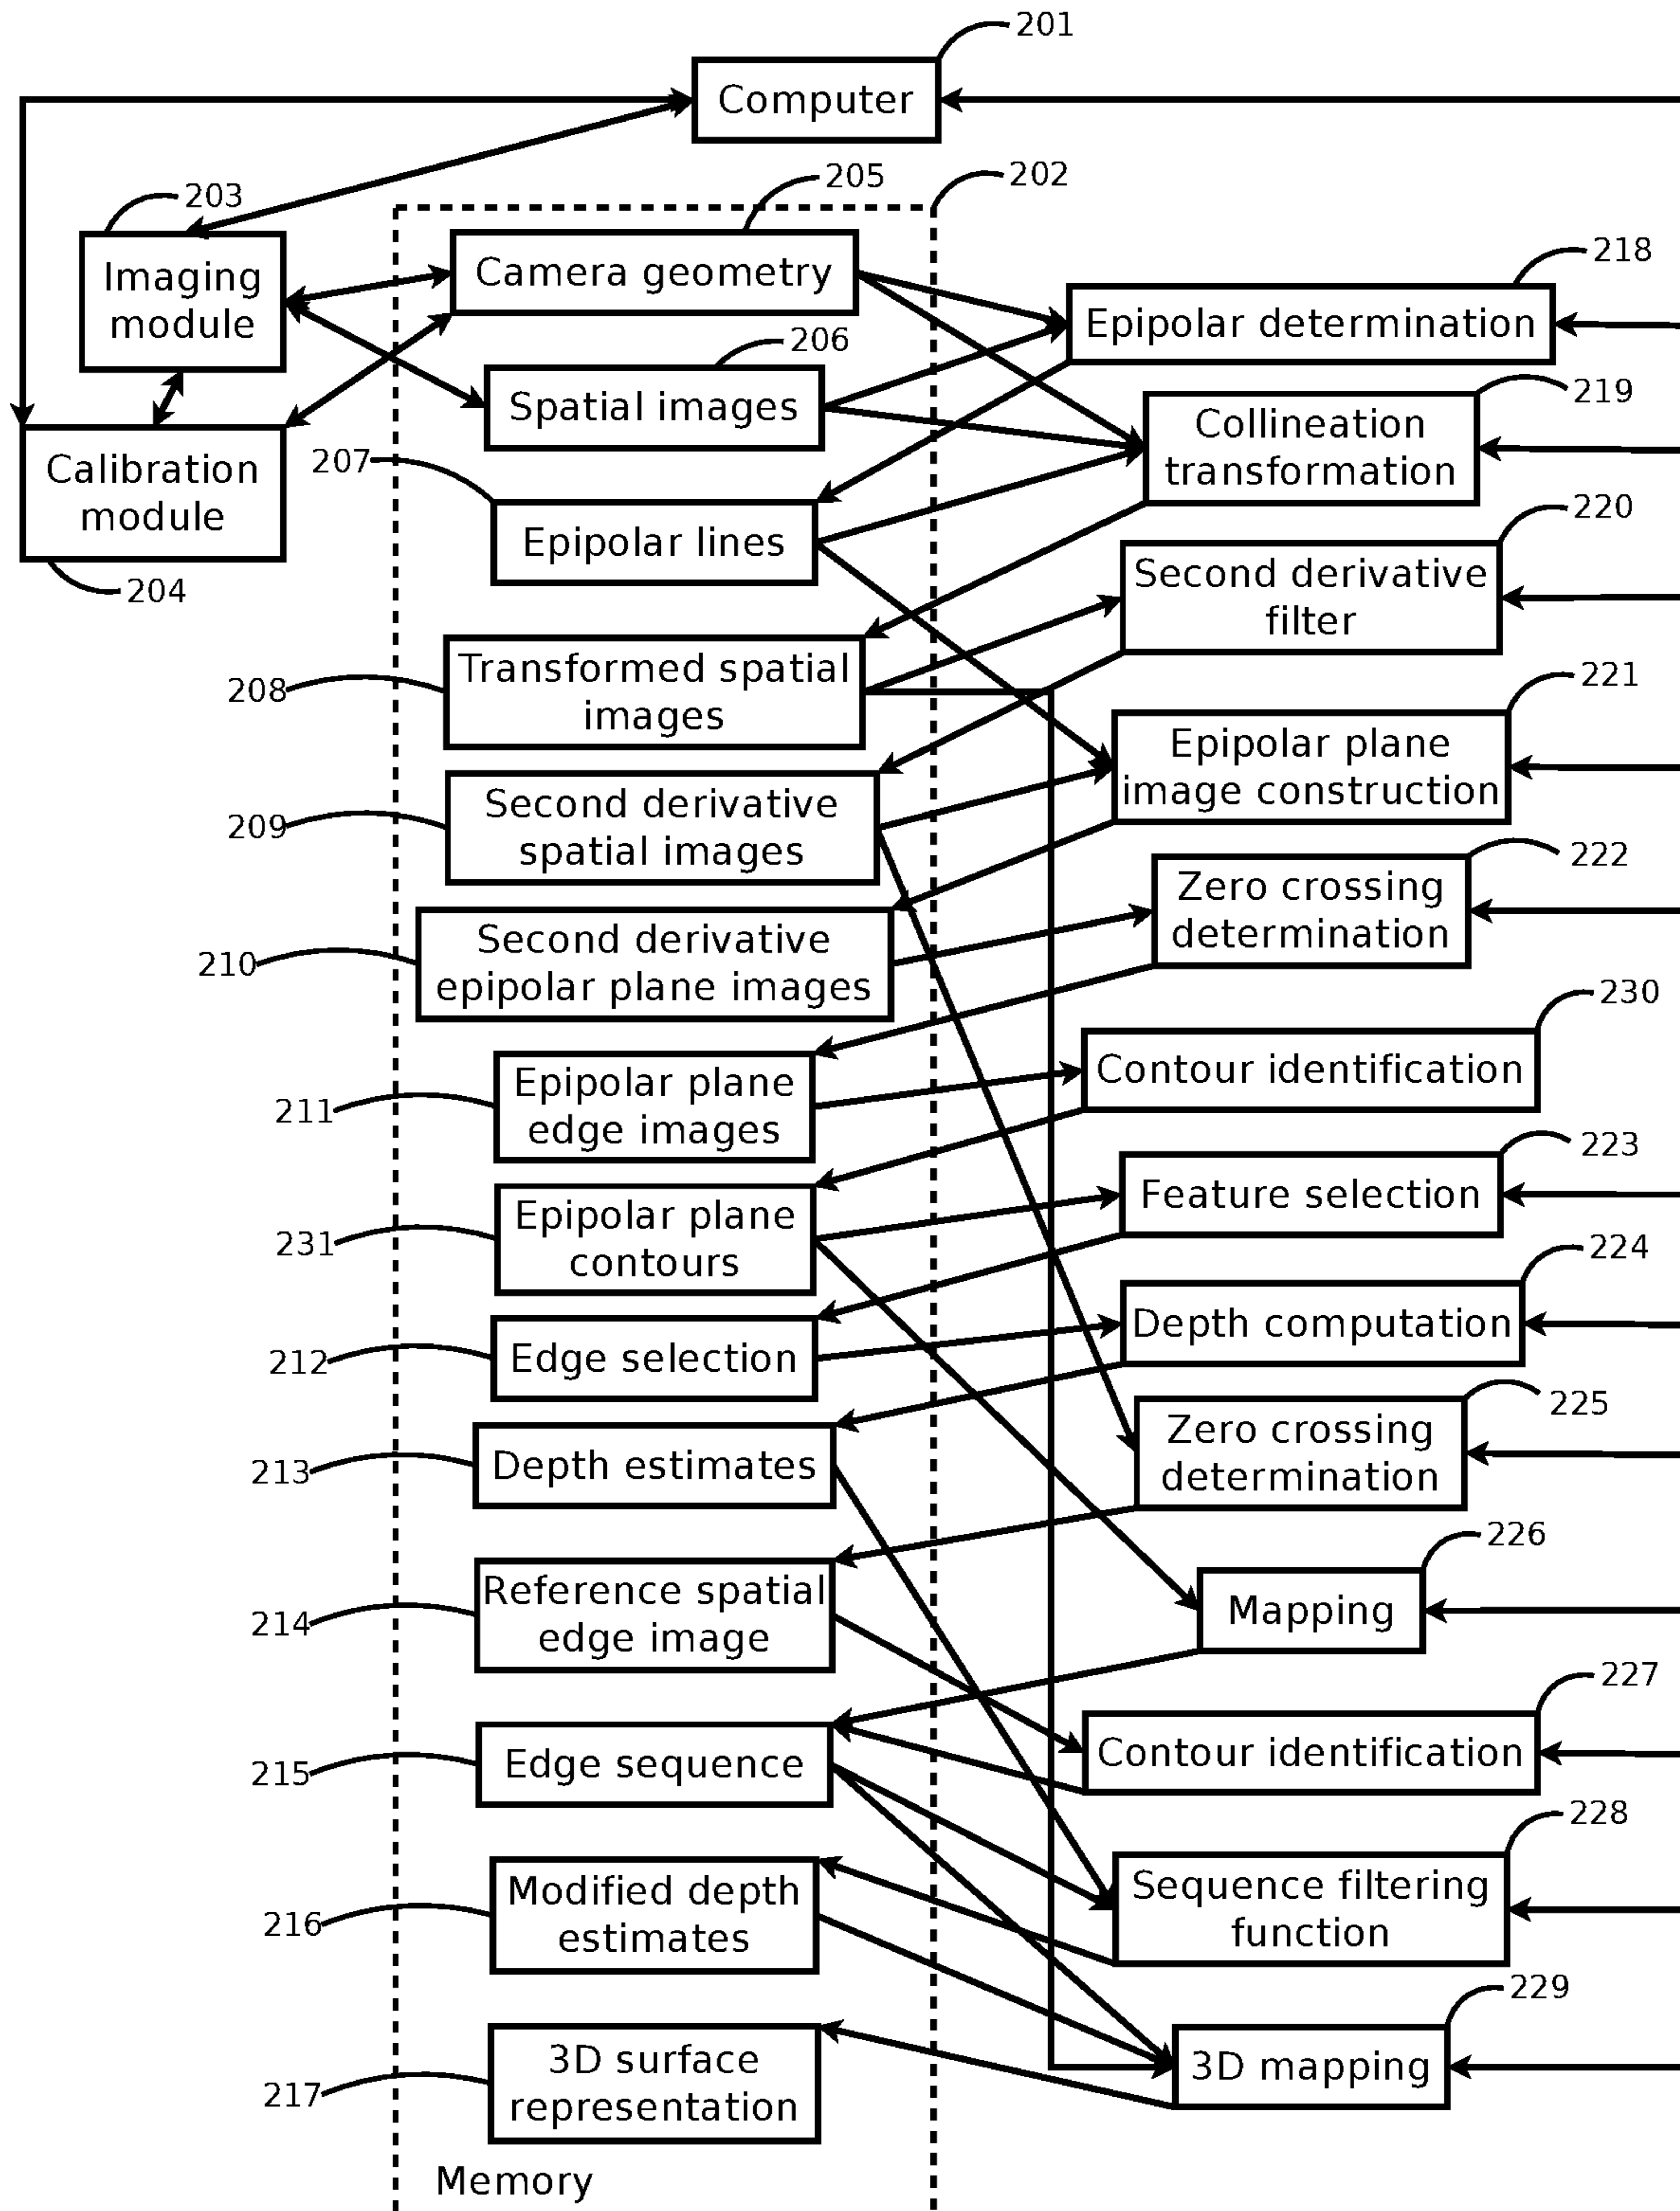 201
Computer
205
202
203
218
Imaging
module
Camera geometry
Epipolar determination
206
219
Spatial images
Collineation
transformation
207
Calibration
module
220
Epipolar lines
204
Second derivative
filter
221
208
Transformed spatial
images
Epipolar plane
image construction
209
Second derivative
spatial images
222
Zero crossing
determination
210
Second derivative
epipolar plane images
230
Contour identification
211
Epipolar plane
edge images
223
Feature selection
231
Epipolar plane
contours
224
Depth computation
212
Edge selection
225
213
Depth estimates
Zero crossing
determination
226
214
Reference spatial
edge image
Mapping
227
215
Edge sequence
Contour identification
228
216
Modified depth
estimates
Sequence filtering
function
229
217
3D surface
representation
3D mapping
Memory